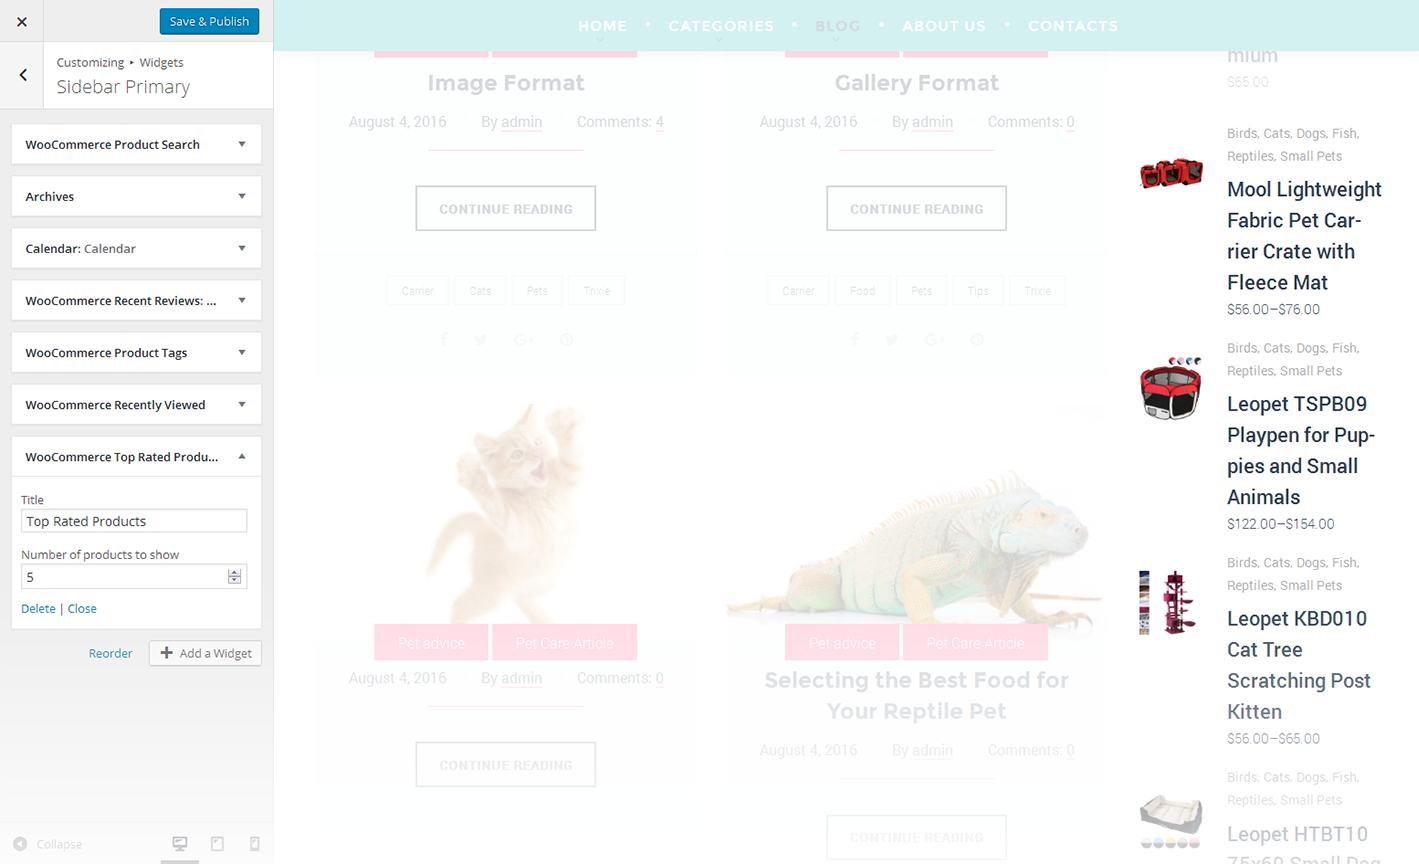 Save & Publish
Customizing ▸ Widgets
Sidebar Primary
WooCommerce Product Search
Archives
Calendar: Calendar
WooCommerce Recent Reviews: ...
WooCommerce Product Tags
WooCommerce Recently Viewed
WooCommerce Top Rated Produ...
Title
Top Rated Products
Number of products to show
5
Delete | Close
Reorder
Add a Widget
Collapse
HOME • CATEGORIES • BLOG • ABOUT US • CONTACTS
Image Format
August 4, 2016 By admin Comments: 4
CONTINUE READING
Carrier Cats Pets Trixie
Pet advice Pet Care Article
August 4, 2016 By admin Comments: 0
CONTINUE READING
Gallery Format
August 4, 2016 By admin Comments: 0
CONTINUE READING
Carrier Food Pets Tips Trixie
Pet advice Pet Care Article
Selecting the Best Food for
Your Reptile Pet
August 4, 2016 By admin Comments: 0
CONTINUE READING
mium
$65.00
Birds, Cats, Dogs, Fish,
Reptiles, Small Pets
Mool Lightweight
Fabric Pet Car-
rier Crate with
Fleece Mat
$56.00–$76.00
Birds, Cats, Dogs, Fish,
Reptiles, Small Pets
Leopet TSPB09
Playpen for Pup-
pies and Small
Animals
$122.00–$154.00
Birds, Cats, Dogs, Fish,
Reptiles, Small Pets
Leopet KBD010
Cat Tree
Scratching Post
Kitten
$56.00–$65.00
Birds, Cats, Dogs, Fish,
Reptiles, Small Pets
Leopet HTBT10
75x60 Small Dog